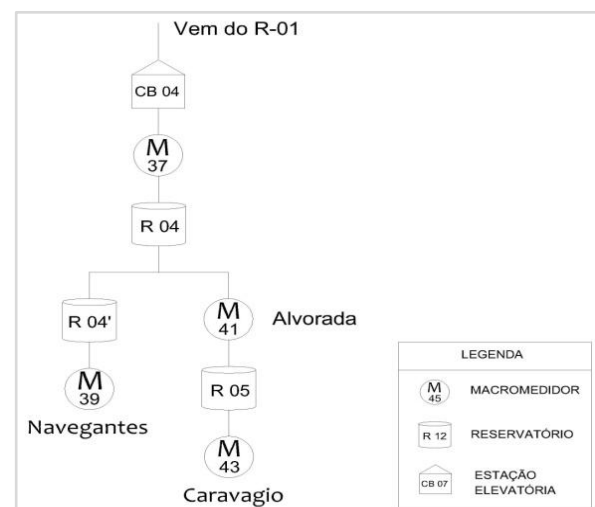 Vem do R-01
CB 04
M
37
R 04
R 04'
M
41
Alvorada
M
39
R 05
Navegantes
M
43
Caravagio
LEGENDA
M
45
MACROMEDIDOR
R 12
RESERVATÓRIO
CB 07
ESTAÇÃO
ELEVATÓRIA